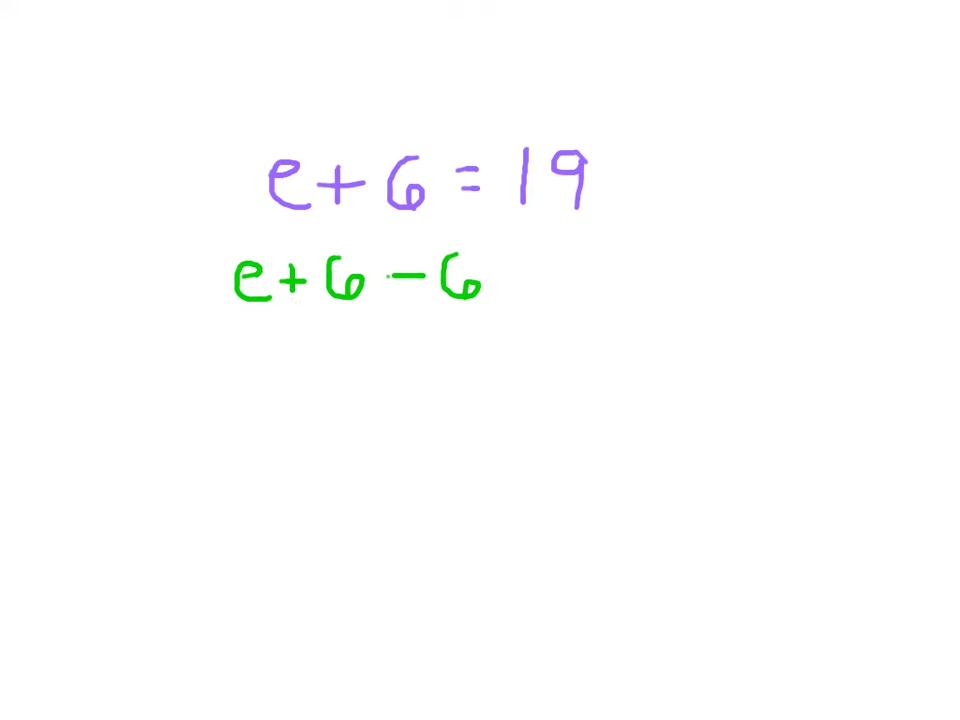 e + 6 = 19
e + 6 - 6